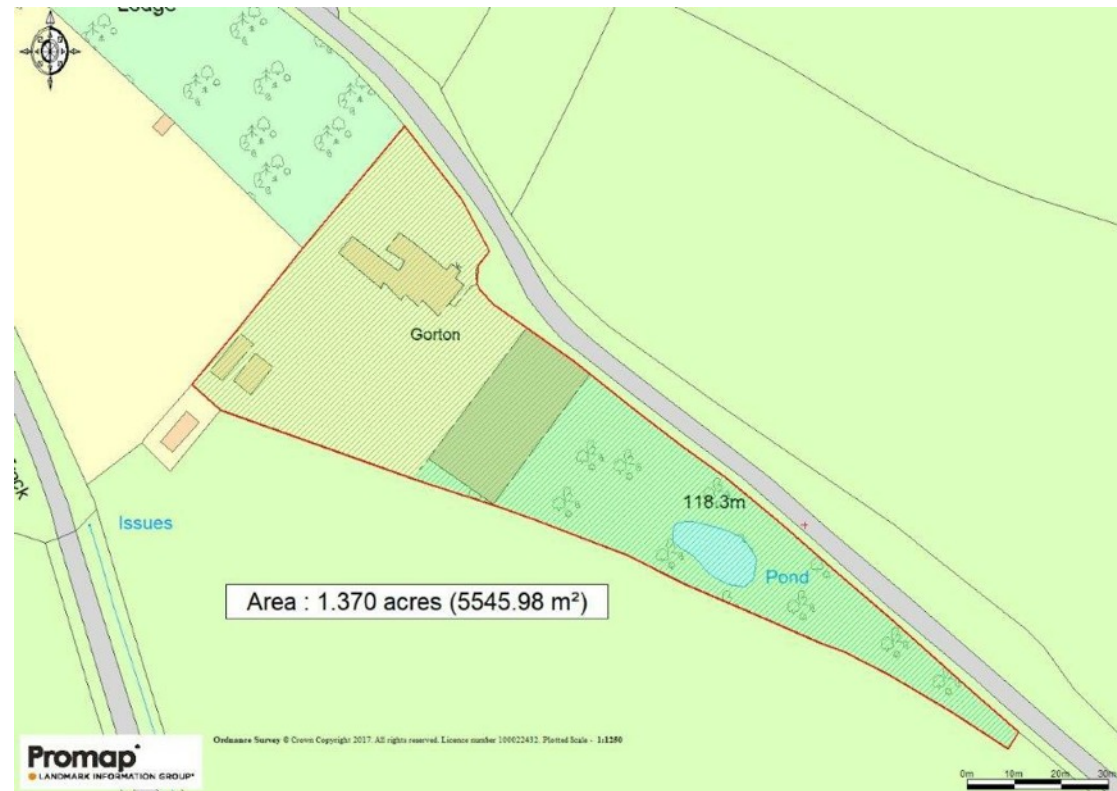 Lodge
Gorton
118.3m
Issues
Pond
Area : 1.370 acres (5545.98 m²)
Ordnance Survey © Crown Copyright 2017. All rights reserved. Licence number 100022432. Plotted Scale - 1:1250
Promap
LANDMARK INFORMATION GROUP
0m 10m 20m 30m